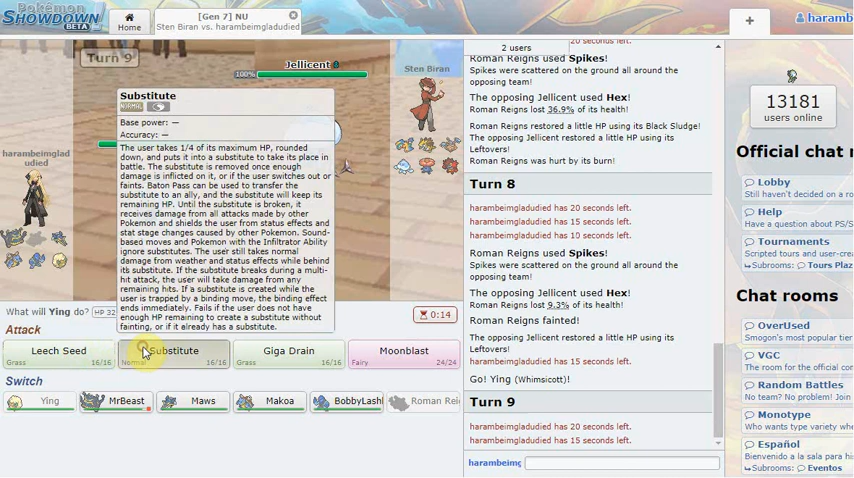 Pokémon
SHOWDOWN
BETA
Home
[Gen 7] NU
Sten Biran vs. harambeimgladudied
+
haramb
Turn 9
Jellicent
100%
Sten Biran
harambeimglad
udied
Substitute
NORMAL
Base power: —
Accuracy: —
The user takes 1/4 of its maximum HP, rounded
down, and puts it into a substitute to take its place in
battle. The substitute is removed once enough
damage is inflicted on it, or if the user switches out or
faints. Baton Pass can be used to transfer the
substitute to an ally, and the substitute will keep its
remaining HP. Until the substitute is broken, it
receives damage from all attacks made by other
Pokemon and shields the user from status effects and
stat stage changes caused by other Pokemon. Sound-
based moves and Pokemon with the Infiltrator Ability
ignore substitutes. The user still takes normal
damage from weather and status effects while behind
its substitute. If the substitute breaks during a multi-
hit attack, the user will take damage from any
remaining hits. If a substitute is created while the
user is trapped by a binding move, the binding effect
ends immediately. Fails if the user does not have
enough HP remaining to create a substitute without
fainting, or if it already has a substitute.
What will Ying do? HP 32
0:14
Attack
Leech Seed
Grass 16/16
Substitute
Normal 16/16
Giga Drain
Grass 16/16
Moonblast
Fairy 24/24
Switch
Ying
MrBeast
Maws
Makoa
BobbyLashl
Roman Rei
2 users
harambeimgladudied has 20 seconds left.
Roman Reigns used Spikes!
Spikes were scattered on the ground all around the
opposing team!
The opposing Jellicent used Hex!
Roman Reigns lost 36.9% of its health!
Roman Reigns restored a little HP using its Black Sludge!
The opposing Jellicent restored a little HP using its
Leftovers!
Roman Reigns was hurt by its burn!
Turn 8
harambeimgladudied has 20 seconds left.
harambeimgladudied has 15 seconds left.
harambeimgladudied has 10 seconds left.
Roman Reigns used Spikes!
Spikes were scattered on the ground all around the
opposing team!
The opposing Jellicent used Hex!
Roman Reigns lost 9.3% of its health!
Roman Reigns fainted!
The opposing Jellicent restored a little HP using its
Leftovers!
Go! Ying (Whimsicott)!
Turn 9
harambeimgladudied has 20 seconds left.
harambeimgladudied has 15 seconds left.
harambeimg
13181
users online
Official chat r
Lobby
Still haven't decided on a ro
Help
Have a question about PS/S
Tournaments
Scripted tours and user-crea
Subrooms: Tours Plaz
Chat rooms
OverUsed
Smogon's most popular tier
VGC
The room for the official con
Random Battles
No team? No problem! Join
Monotype
Who wants type variety wher
Español
Bienvenido a la sala para his
Subrooms: Eventos